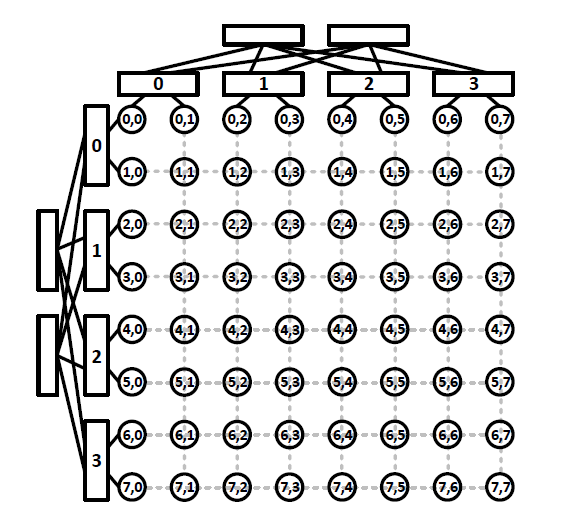 0 1 2 3
0,0 0,1 0,2 0,3 0,4 0,5 0,6 0,7
0
1,0 1,1 1,2 1,3 1,4 1,5 1,6 1,7
2,0 2,1 2,2 2,3 2,4 2,5 2,6 2,7
1
3,0 3,1 3,2 3,3 3,4 3,5 3,6 3,7
4,0 4,1 4,2 4,3 4,4 4,5 4,6 4,7
2
5,0 5,1 5,2 5,3 5,4 5,5 5,6 5,7
6,0 6,1 6,2 6,3 6,4 6,5 6,6 6,7
3
7,0 7,1 7,2 7,3 7,4 7,5 7,6 7,7